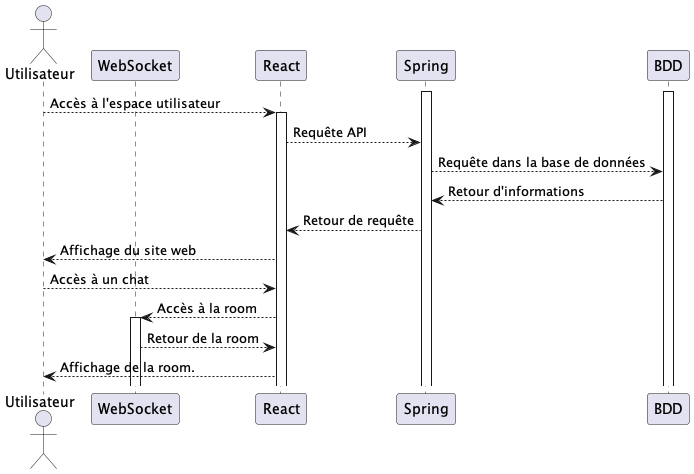 Utilisateur
WebSocket
React
Spring
BDD
Accès à l'espace utilisateur
Requête API
Requête dans la base de données
Retour d'informations
Retour de requête
Affichage du site web
Accès à un chat
Accès à la room
Retour de la room
Affichage de la room.
Utilisateur
WebSocket
React
Spring
BDD